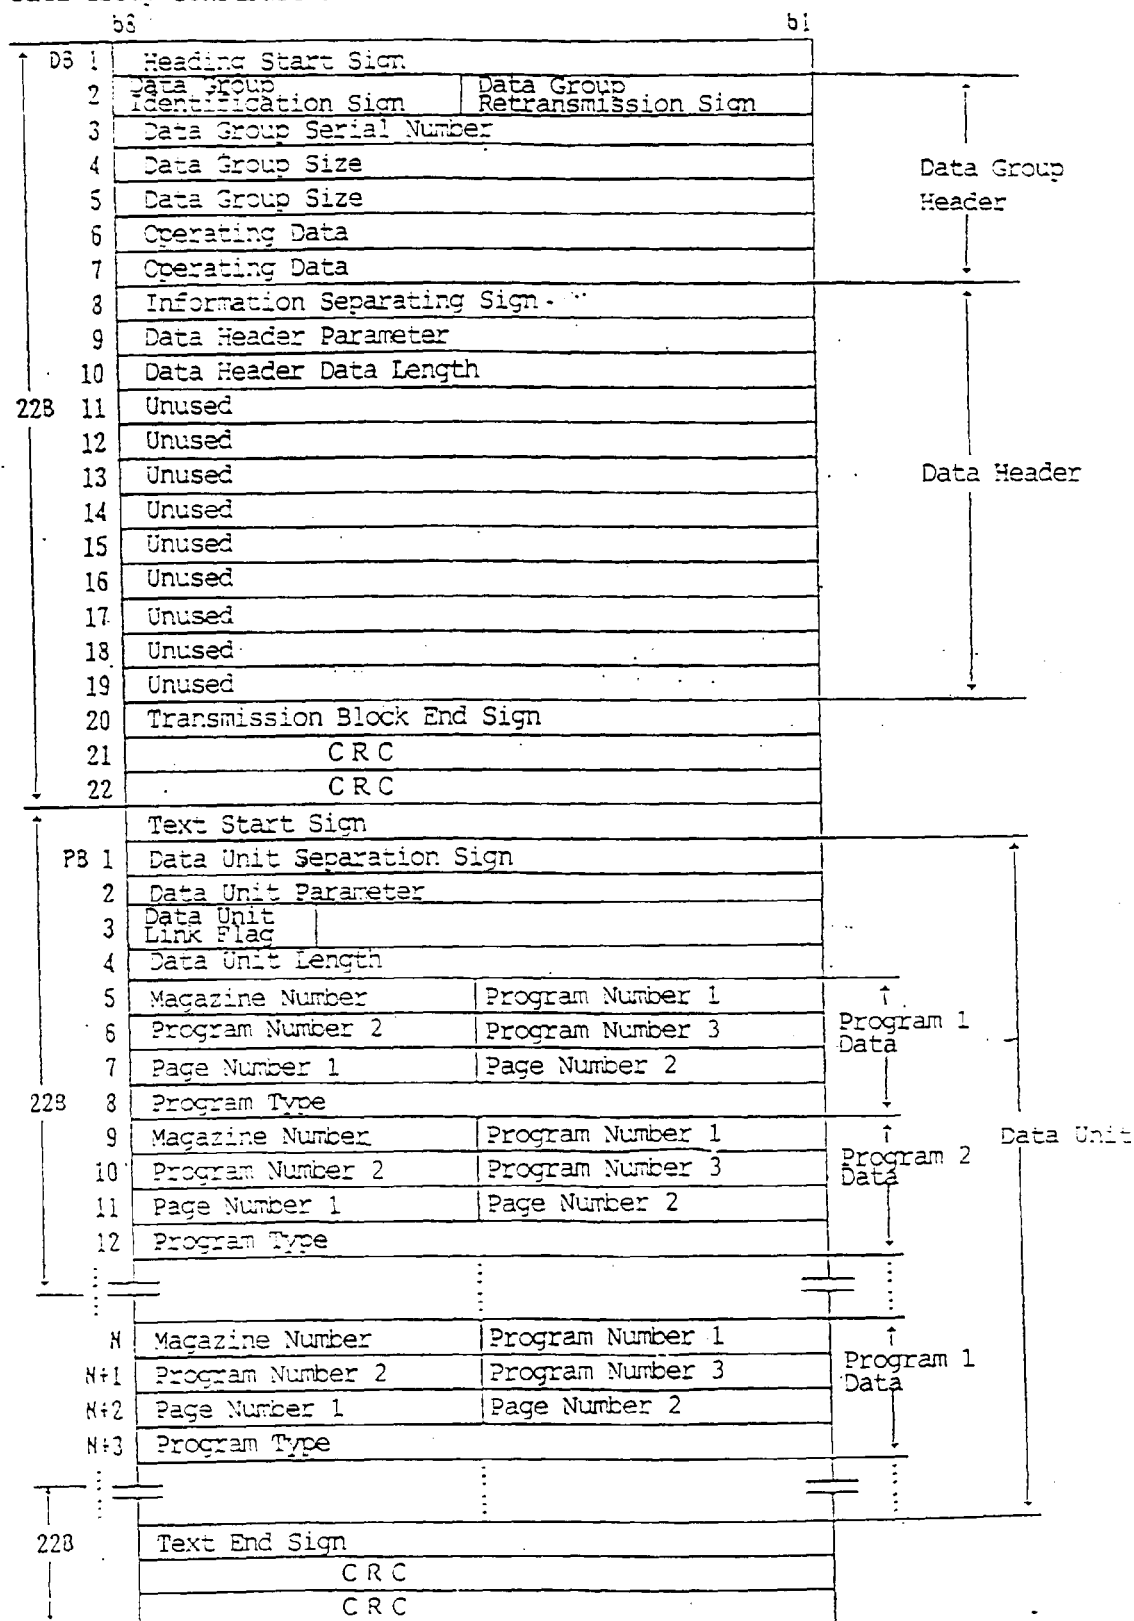 b8 b1
DB 1 Heading Start Sign
2 Data Group Identification Sign Data Group Retransmission Sign
3 Data Group Serial Number
4 Data Group Size
5 Data Group Size
6 Operating Data
7 Operating Data
Data Group Header
8 Information Separating Sign
9 Data Header Parameter
10 Data Header Data Length
22B 11 Unused
12 Unused
13 Unused
Data Header
14 Unused
15 Unused
16 Unused
17 Unused
18 Unused
19 Unused
20 Transmission Block End Sign
21 CRC
22 CRC
Text Start Sign
PB 1 Data Unit Separation Sign
2 Data Unit Parameter
3 Data Unit Link Flag
4 Data Unit Length
5 Magazine Number Program Number 1
6 Program Number 2 Program Number 3
Program 1 Data
7 Page Number 1 Page Number 2
22B 8 Program Type
9 Magazine Number Program Number 1
Data Unit
10 Program Number 2 Program Number 3
Program 2 Data
11 Page Number 1 Page Number 2
12 Program Type
N Magazine Number Program Number 1
N+1 Program Number 2 Program Number 3
Program 1 Data
N+2 Page Number 1 Page Number 2
N+3 Program Type
22B Text End Sign
CRC
CRC